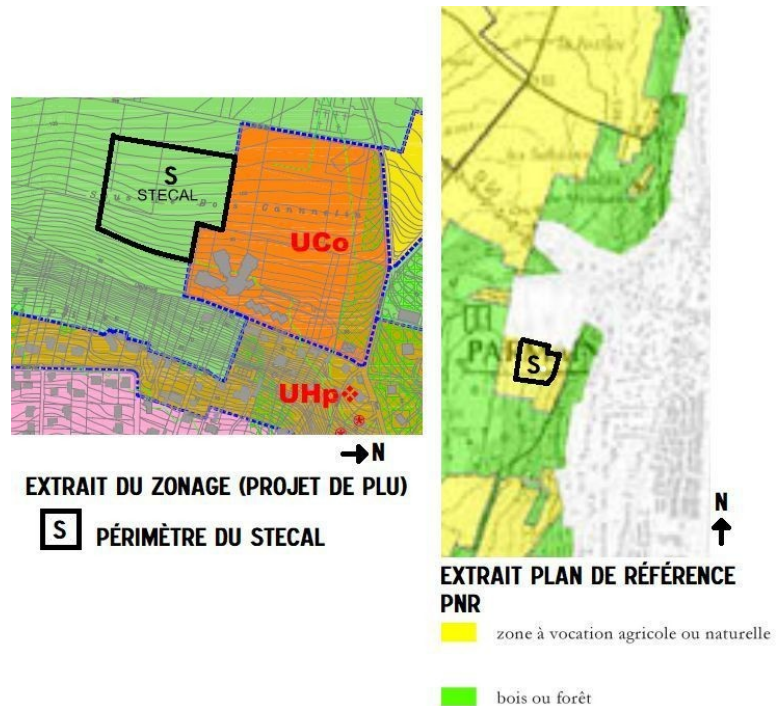 S
STECAL
UCo
UHp
N
EXTRAIT DU ZONAGE (PROJET DE PLU)
S PÉRIMÈTRE DU STECAL
S
N
EXTRAIT PLAN DE RÉFÉRENCE
PNR
zone à vocation agricole ou naturelle
bois ou forêt